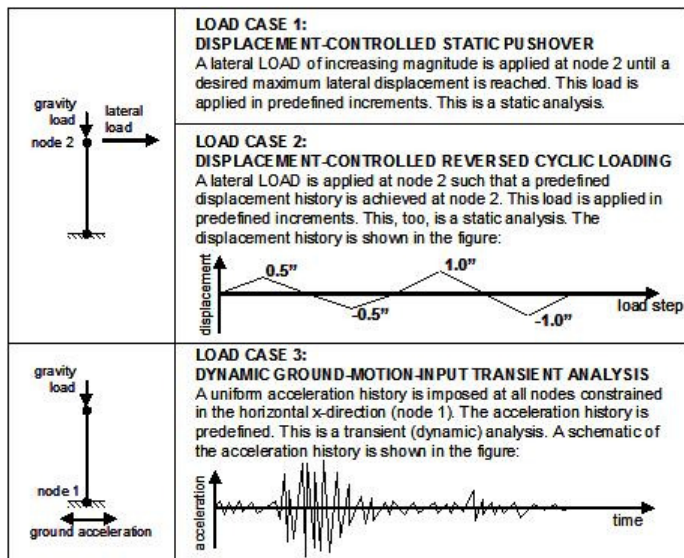 LOAD CASE 1:
DISPLACEMENT-CONTROLLED STATIC PUSHOVER
A lateral LOAD of increasing magnitude is applied at node 2 until a
desired maximum lateral displacement is reached. This load is
applied in predefined increments. This is a static analysis.
gravity
load
lateral
load
node 2
LOAD CASE 2:
DISPLACEMENT-CONTROLLED REVERSED CYCLIC LOADING
A lateral LOAD is applied at node 2 such that a predefined
displacement history is achieved at node 2. This load is applied in
predefined increments. This, too, is a static analysis. The
displacement history is shown in the figure:
displacement
0.5"
-0.5"
1.0"
-1.0"
load step
gravity
load
node 1
ground acceleration
LOAD CASE 3:
DYNAMIC GROUND-MOTION-INPUT TRANSIENT ANALYSIS
A uniform acceleration history is imposed at all nodes constrained
in the horizontal x-direction (node 1). The acceleration history is
predefined. This is a transient (dynamic) analysis. A schematic of
the acceleration history is shown in the figure:
acceleration
time